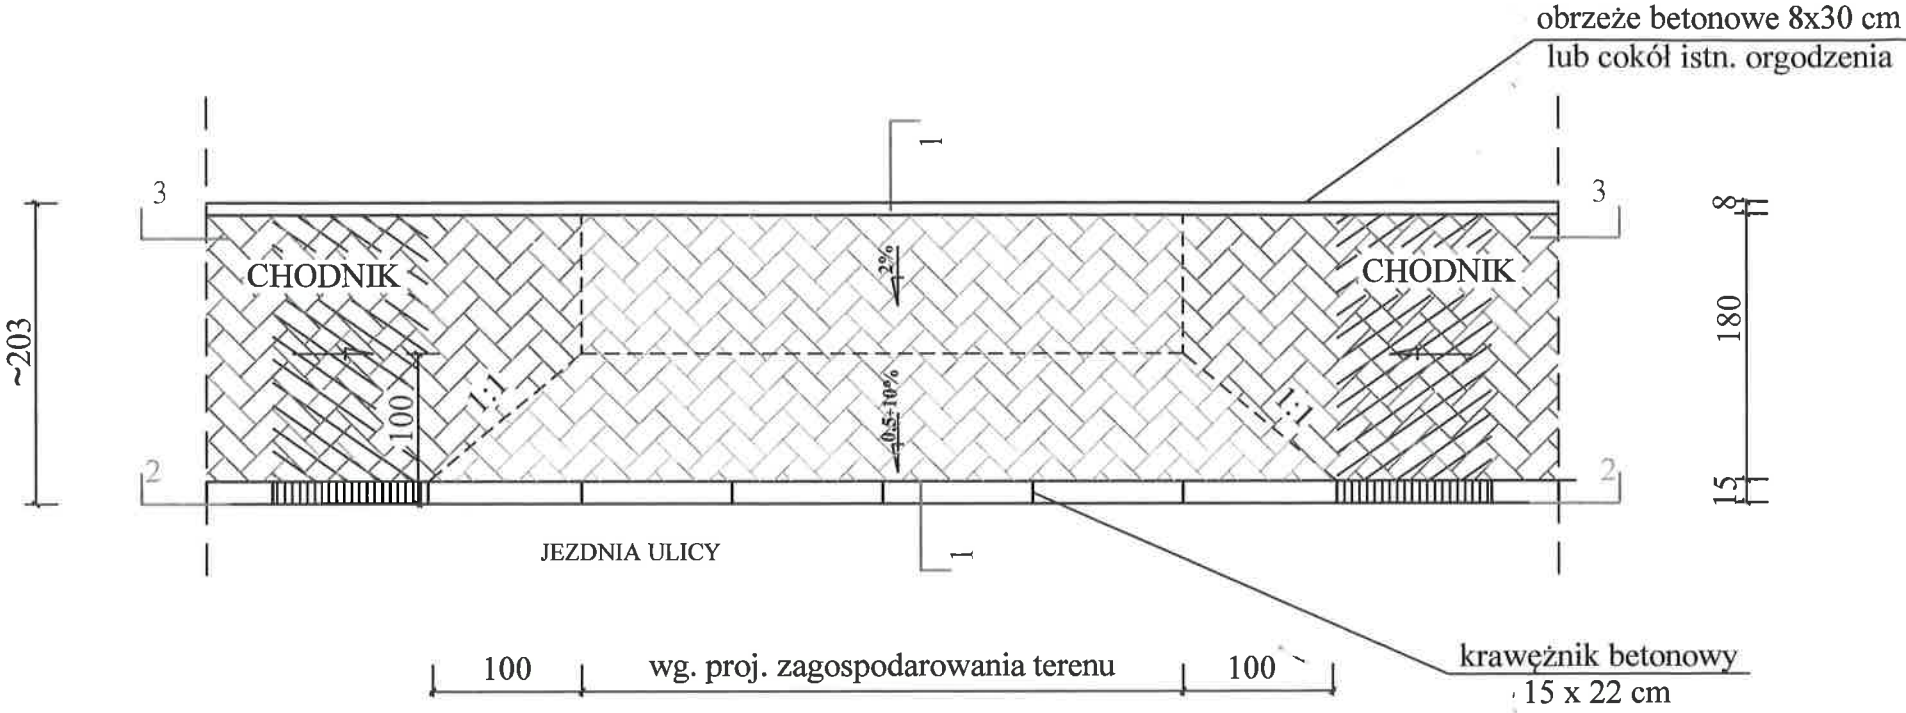 obrzeże betonowe 8x30 cm
lub cokół istn. orgodzenia
1
3
3
8
CHODNIK
2%
CHODNIK
~203
180
1:1
100
0.5÷10%
1:1
2
2
15
JEZDNIA ULICY
1
100
wg. proj. zagospodarowania terenu
100
krawężnik betonowy
15 x 22 cm